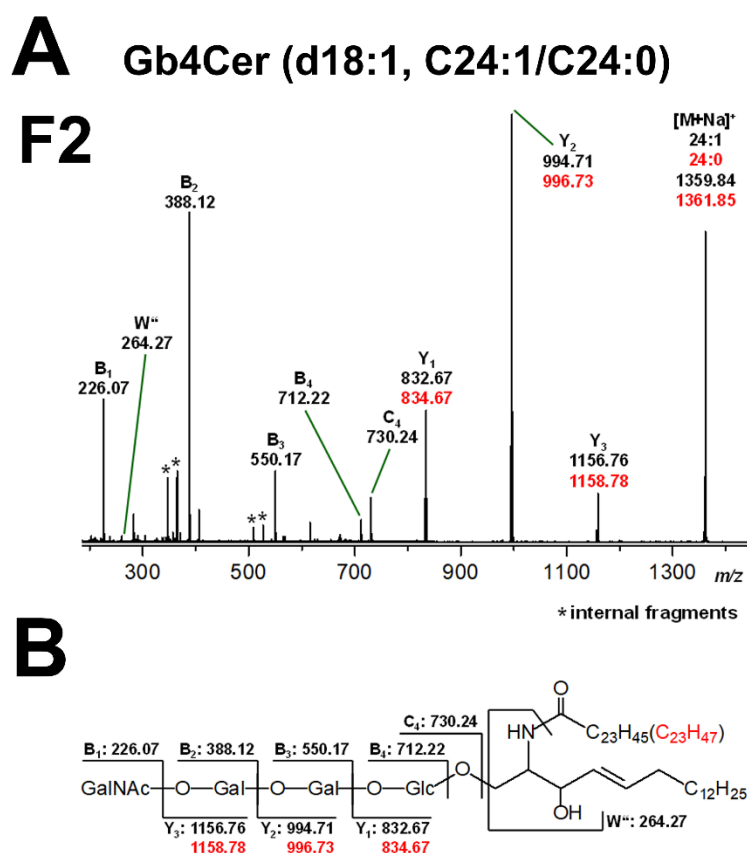 A Gb4Cer (d18:1, C24:1/C24:0)
F2
[M+Na]⁺
24:1
24:0
1359.84
1361.85
Y₂
994.71
996.73
B₂
388.12
W“
264.27
B₁
226.07
B₄
712.22
Y₁
832.67
834.67
C₄
730.24
B₃
550.17
Y₃
1156.76
1158.78
* *
* *
300 500 700 900 1100 1300 m/z
* internal fragments
B
O
C₄: 730.24
HN C₂₃H₄₅(C₂₃H₄₇)
B₁: 226.07 B₂: 388.12 B₃: 550.17 B₄: 712.22
GalNAc O Gal O Gal O Glc O C₁₂H₂₅
OH
Y₃: 1156.76 Y₂: 994.71 Y₁: 832.67 W“: 264.27
1158.78 996.73 834.67